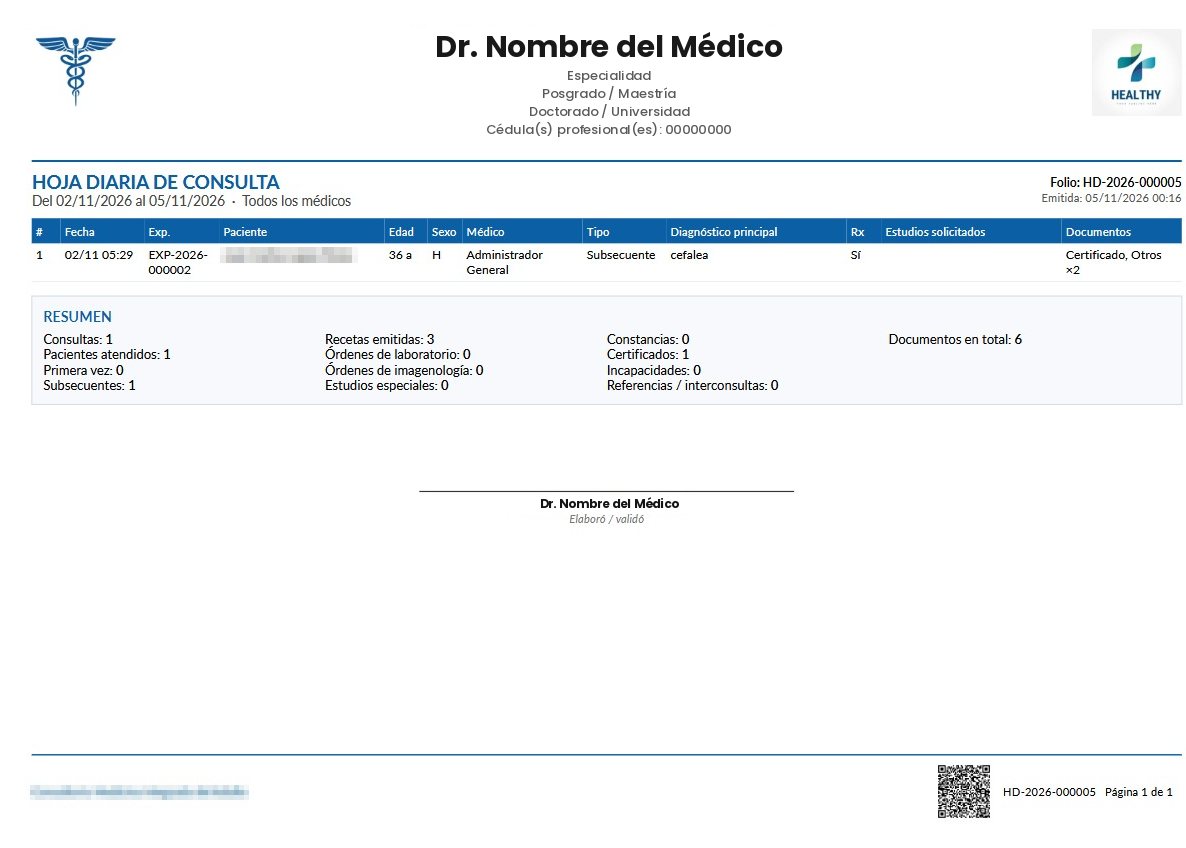 Dr. Nombre del Médico
Especialidad
Posgrado / Maestría
Doctorado / Universidad
Cédula(s) profesional(es): 00000000
HEALTHY
HOJA DIARIA DE CONSULTA
Del 02/11/2026 al 05/11/2026 · Todos los médicos
Folio: HD-2026-000005
Emitida: 05/11/2026 00:16
# Fecha Exp. Paciente Edad Sexo Médico Tipo Diagnóstico principal Rx Estudios solicitados Documentos
1 02/11 05:29 EXP-2026- 36 a H Administrador Subsecuente cefalea Sí Certificado, Otros
000002 General ×2
RESUMEN
Consultas: 1 Recetas emitidas: 3 Constancias: 0 Documentos en total: 6
Pacientes atendidos: 1 Órdenes de laboratorio: 0 Certificados: 1
Primera vez: 0 Órdenes de imagenología: 0 Incapacidades: 0
Subsecuentes: 1 Estudios especiales: 0 Referencias / interconsultas: 0
Dr. Nombre del Médico
Elaboró / validó
HD-2026-000005 Página 1 de 1